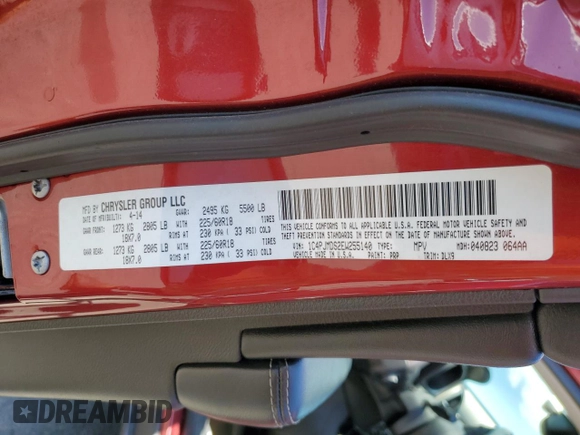 MFG BY CHRYSLER GROUP LLC
DATE OF MFR(BUILT): 4-14 GVWR: 2495 KG 5500 LB
GAWR FRONT: 1273 KG 2805 LB WITH 225/60R18 TIRES
18X7.0 RIMS AT 230 KPA ( 33 PSI) COLD
GAWR REAR: 1273 KG 2805 LB WITH 225/60R18 TIRES
18X7.0 RIMS AT 230 KPA ( 33 PSI) COLD
THIS VEHICLE CONFORMS TO ALL APPLICABLE U.S.A. FEDERAL MOTOR VEHICLE SAFETY
AND THEFT PREVENTION STANDARDS IN EFFECT ON THE DATE OF MANUFACTURE SHOWN ABOVE.
VIN: 1C4PJMDS2EW255140 TYPE: MPV MDH: 040823 064AA
VEHICLE MADE IN U.S.A. PAINT: PRP TRIM: DLX9
DREAMBID